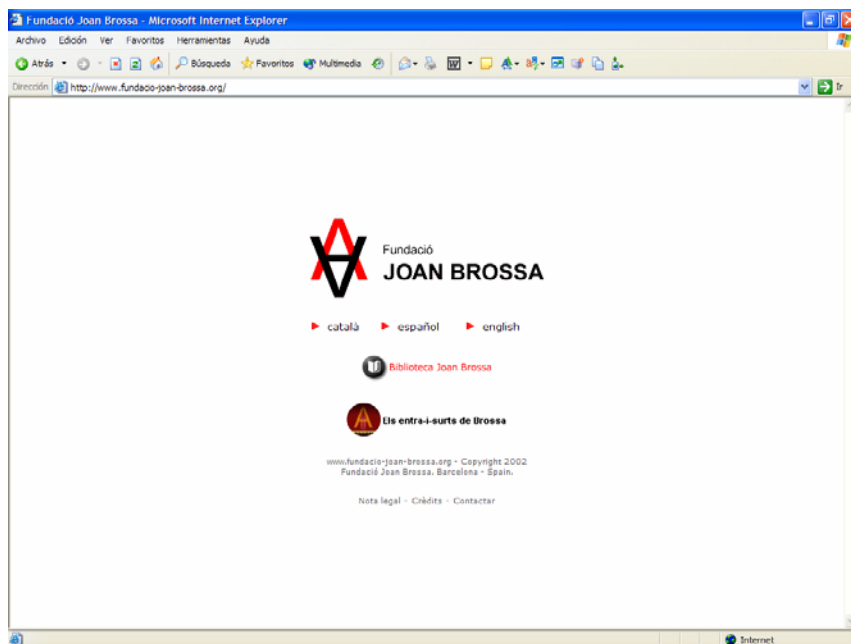 Fundació Joan Brossa - Microsoft Internet Explorer
Archivo Edición Ver Favoritos Herramientas Ayuda
Atrás Búsqueda Favoritos Multimedia
Dirección http://www.fundacio-joan-brossa.org/ Ir
Fundació
JOAN BROSSA
català español english
Biblioteca Joan Brossa
Els entra-i-surts de Brossa
www.fundacio-joan-brossa.org - Copyright 2002
Fundació Joan Brossa. Barcelona - Spain.
Nota legal - Crèdits - Contactar
Internet